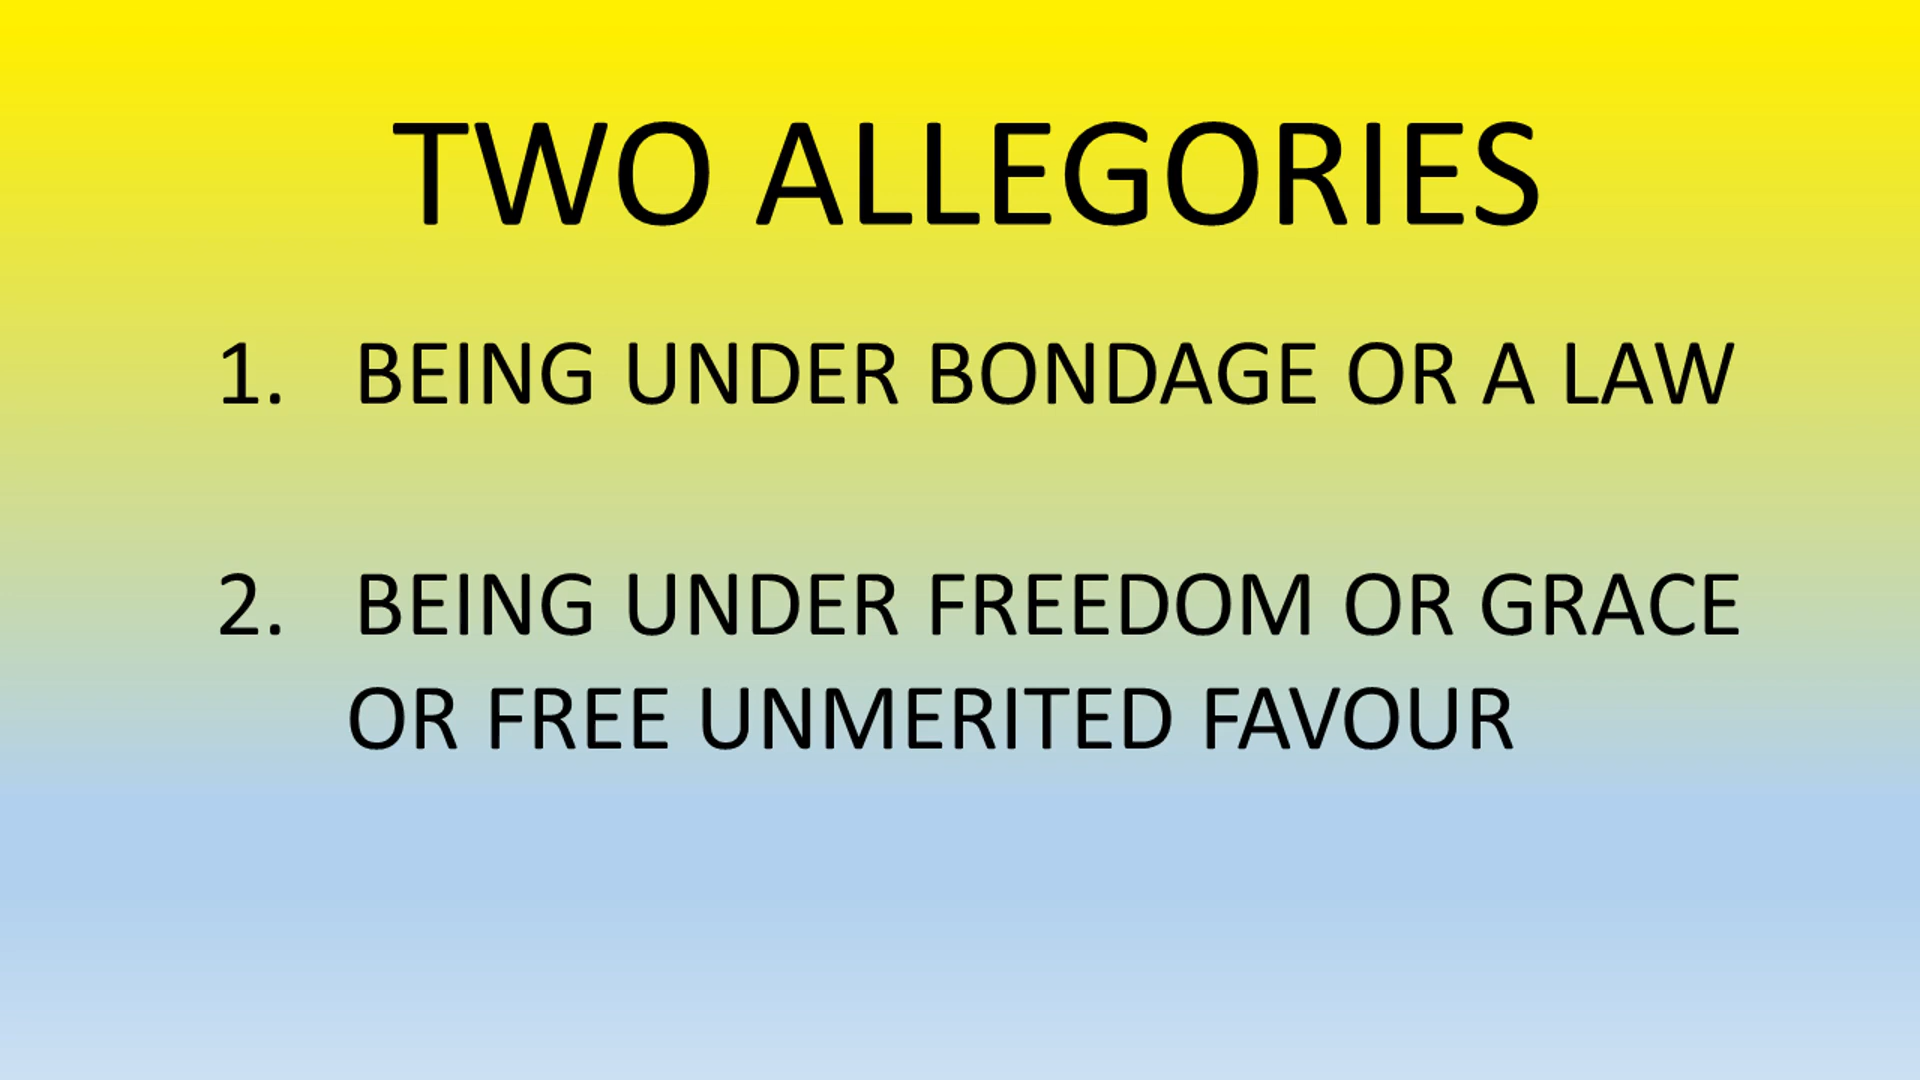 TWO ALLEGORIES
1. BEING UNDER BONDAGE OR A LAW
2. BEING UNDER FREEDOM OR GRACE
OR FREE UNMERITED FAVOUR